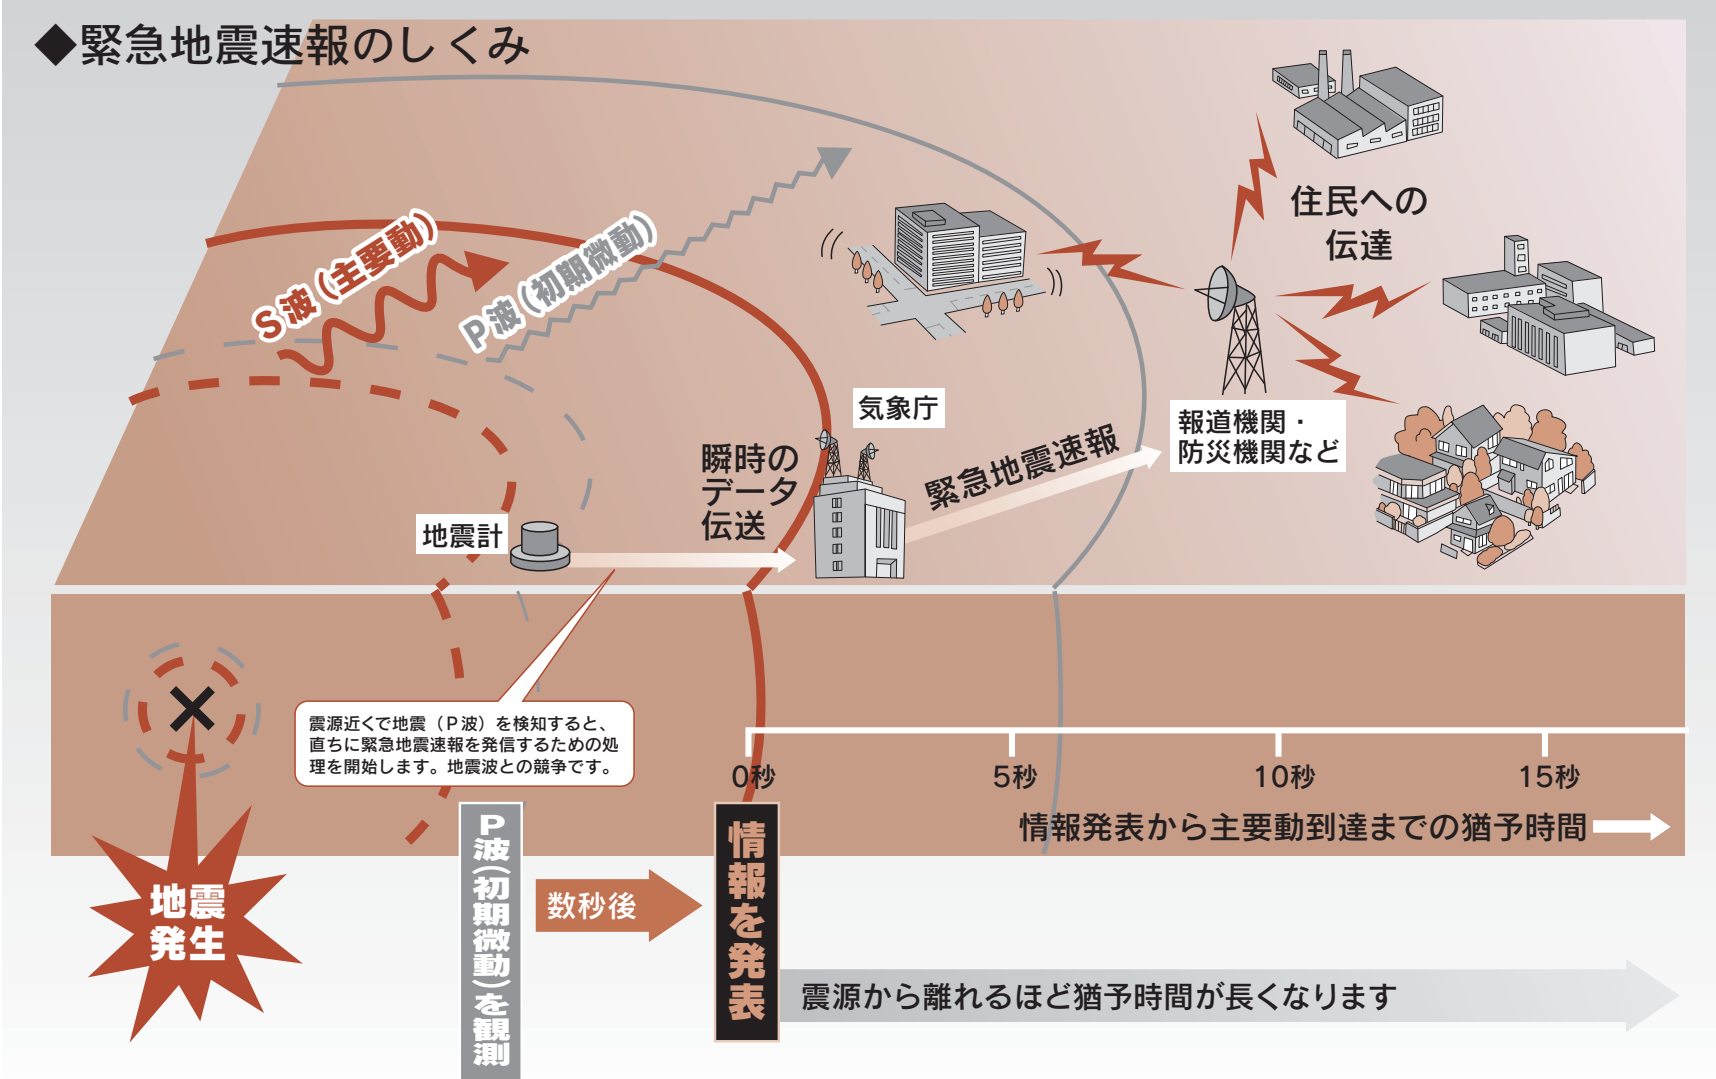 ◆緊急地震速報のしくみ
S波(主要動)
P波(初期微動)
住民への
伝達
気象庁
報道機関・
防災機関など
緊急地震速報
瞬時の
データ
伝送
地震計
震源近くで地震（P波）を検知すると、
直ちに緊急地震速報を発信するための処
理を開始します。地震波との競争です。
0秒
5秒
10秒
15秒
情報発表から主要動到達までの猶予時間
地震
発生
P波(初期微動)を観測
数秒後
情報を発表
震源から離れるほど猶予時間が長くなります